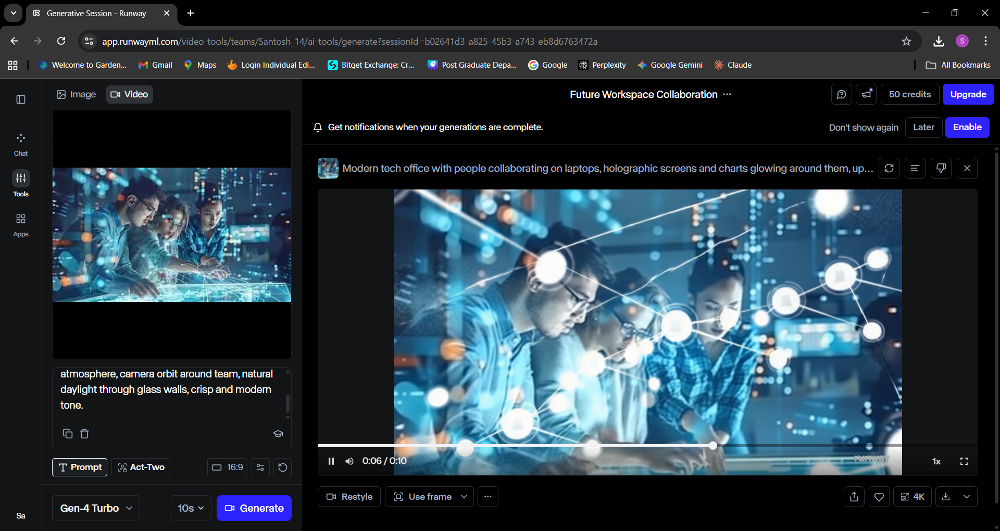 Generative Session - Runway
app.runwayml.com/video-tools/teams/Santosh_14/ai-tools/generate?sessionId=b02641d3-a825-45b3-a743-eb8d6763472a
S
Welcome to Garden...
Gmail
Maps
Login Individual Edi...
Bitget Exchange: Cr...
Post Graduate Depa...
Google
Perplexity
Google Gemini
Claude
All Bookmarks
Image
Video
Future Workspace Collaboration
50 credits
Upgrade
Get notifications when your generations are complete.
Don't show again
Later
Enable
Chat
Tools
Apps
Modern tech office with people collaborating on laptops, holographic screens and charts glowing around them, up...
atmosphere, camera orbit around team, natural
daylight through glass walls, crisp and modern
tone.
0:06 / 0:10
runway
1x
Prompt
Act-Two
16:9
Restyle
Use frame
4K
Gen-4 Turbo
10s
Generate
Sa